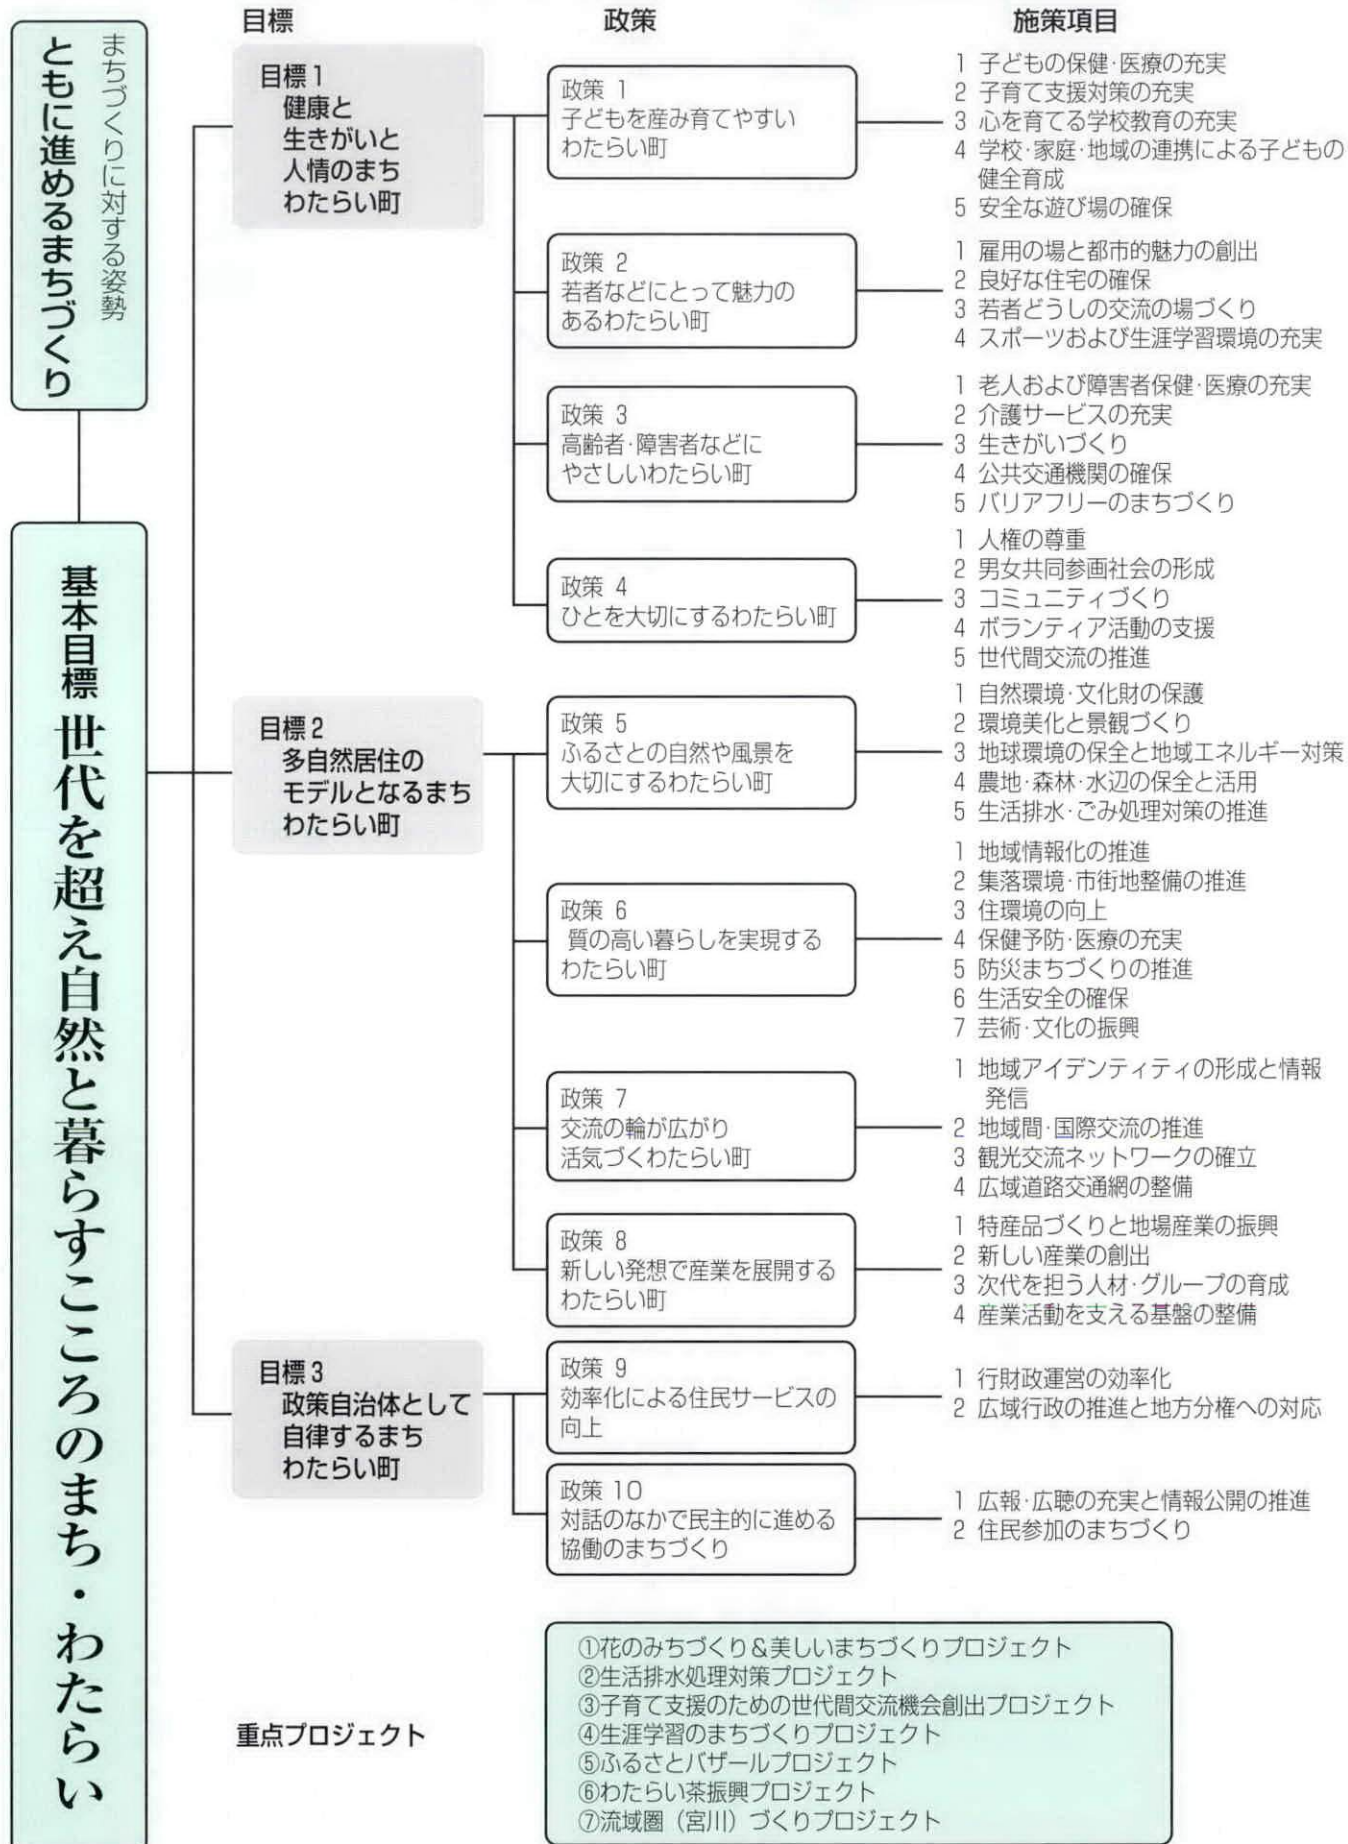 まちづくりに対する姿勢
ともに進めるまちづくり
基本目標 世代を超え自然と暮らすこころのまち・わたらい
目標
政策
施策項目
目標1
健康と
生きがいと
人情のまち
わたらい町
政策 1
子どもを産み育てやすい
わたらい町
1 子どもの保健·医療の充実
2 子育て支援対策の充実
3 心を育てる学校教育の充実
4 学校·家庭·地域の連携による子どもの
健全育成
5 安全な遊び場の確保
政策 2
若者などにとって魅力の
あるわたらい町
1 雇用の場と都市的魅力の創出
2 良好な住宅の確保
3 若者どうしの交流の場づくり
4 スポーツおよび生涯学習環境の充実
政策 3
高齢者·障害者などに
やさしいわたらい町
1 老人および障害者保健·医療の充実
2 介護サービスの充実
3 生きがいづくり
4 公共交通機関の確保
5 バリアフリーのまちづくり
政策 4
ひとを大切にするわたらい町
1 人権の尊重
2 男女共同参画社会の形成
3 コミュニティづくり
4 ボランティア活動の支援
5 世代間交流の推進
目標2
多自然居住の
モデルとなるまち
わたらい町
政策 5
ふるさとの自然や風景を
大切にするわたらい町
1 自然環境·文化財の保護
2 環境美化と景観づくり
3 地球環境の保全と地域エネルギー対策
4 農地·森林·水辺の保全と活用
5 生活排水·ごみ処理対策の推進
政策 6
質の高い暮らしを実現する
わたらい町
1 地域情報化の推進
2 集落環境·市街地整備の推進
3 住環境の向上
4 保健予防·医療の充実
5 防災まちづくりの推進
6 生活安全の確保
7 芸術·文化の振興
政策 7
交流の輪が広がり
活気づくわたらい町
1 地域アイデンティティの形成と情報
発信
2 地域間·国際交流の推進
3 観光交流ネットワークの確立
4 広域道路交通網の整備
政策 8
新しい発想で産業を展開する
わたらい町
1 特産品づくりと地場産業の振興
2 新しい産業の創出
3 次代を担う人材·グループの育成
4 産業活動を支える基盤の整備
目標3
政策自治体として
自律するまち
わたらい町
政策 9
効率化による住民サービスの
向上
1 行財政運営の効率化
2 広域行政の推進と地方分権への対応
政策 10
対話のなかで民主的に進める
協働のまちづくり
1 広報·広聴の充実と情報公開の推進
2 住民参加のまちづくり
重点プロジェクト
①花のみちづくり＆美しいまちづくりプロジェクト
②生活排水処理対策プロジェクト
③子育て支援のための世代間交流機会創出プロジェクト
④生涯学習のまちづくりプロジェクト
⑤ふるさとバザールプロジェクト
⑥わたらい茶振興プロジェクト
⑦流域圏（宮川）づくりプロジェクト